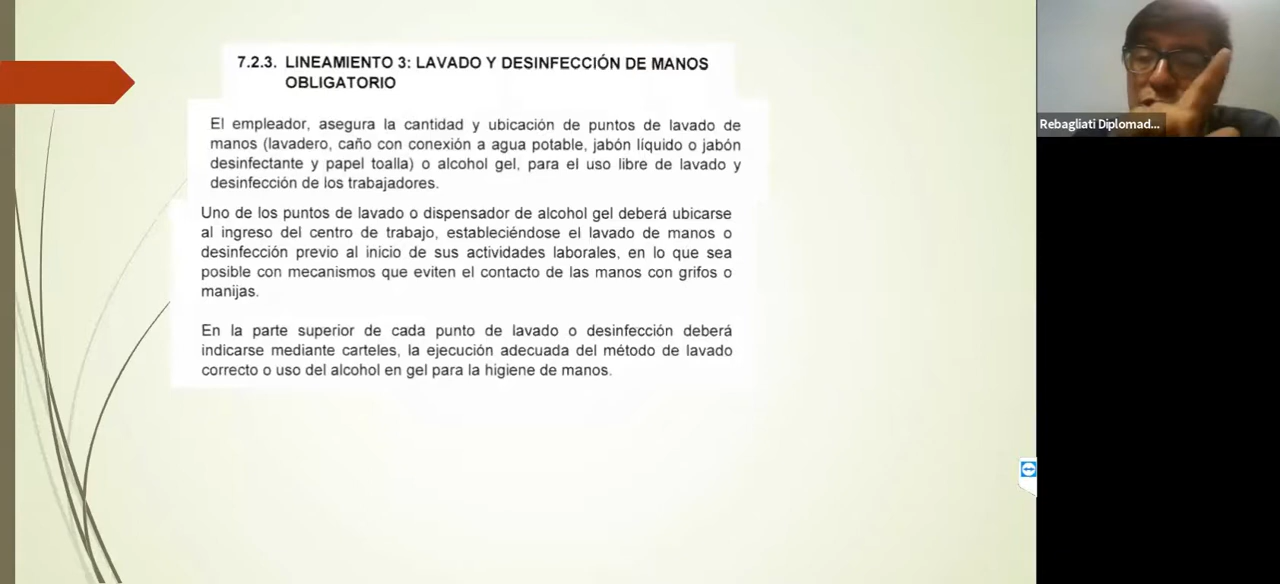 7.2.3. LINEAMIENTO 3: LAVADO Y DESINFECCIÓN DE MANOS
OBLIGATORIO
El empleador, asegura la cantidad y ubicación de puntos de lavado de
manos (lavadero, caño con conexión a agua potable, jabón líquido o jabón
desinfectante y papel toalla) o alcohol gel, para el uso libre de lavado y
desinfección de los trabajadores.
Uno de los puntos de lavado o dispensador de alcohol gel deberá ubicarse
al ingreso del centro de trabajo, estableciéndose el lavado de manos o
desinfección previo al inicio de sus actividades laborales, en lo que sea
posible con mecanismos que eviten el contacto de las manos con grifos o
manijas.
En la parte superior de cada punto de lavado o desinfección deberá
indicarse mediante carteles, la ejecución adecuada del método de lavado
correcto o uso del alcohol en gel para la higiene de manos.
Rebagliati Diplomad...